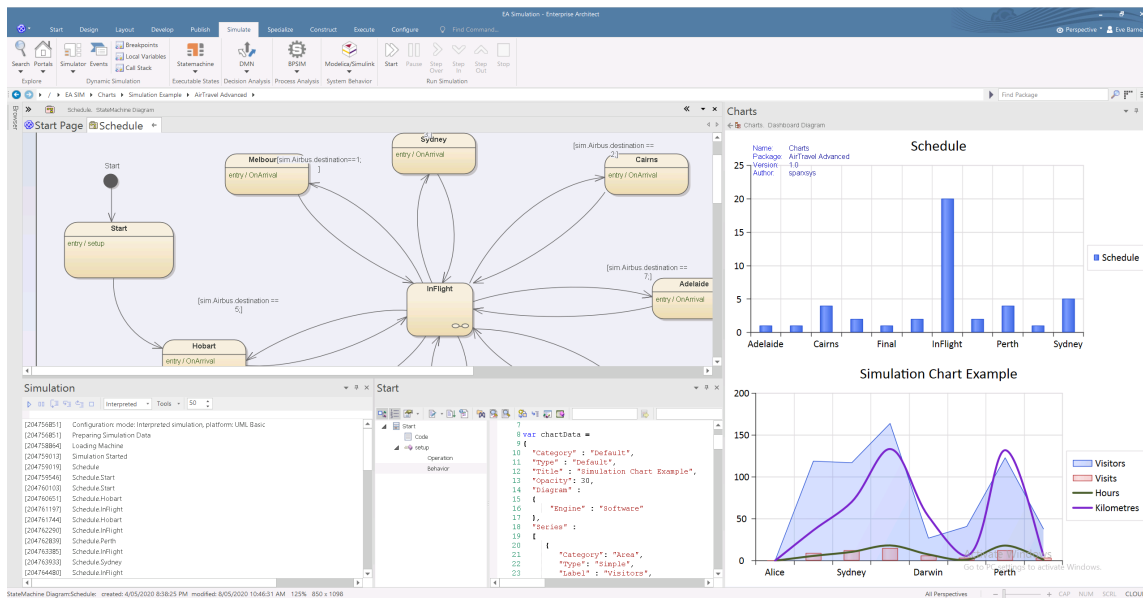 EA Simulation - Enterprise Architect
Start Design Layout Develop Publish Simulate Specialize Construct Execute Configure Find Command...
Perspective Eve Barne
Search Portals Simulator Events Breakpoints Local Variables Call Stack Statemachine DMN BPSIM Modelica/Simulink Start Pause Step Over Step In Step Out Stop
Explore Dynamic Simulation Executable States Decision Analysis Process Analysis System Behavior Run Simulation
/ EA SIM Charts Simulation Example AirTravel Advanced Find Package
Browser
Schedule. StateMachine Diagram
Start Page Schedule
Start
Start
entry / setup
Melbour
[sim.Airbus.destination==1;
]
entry / OnArrival
Sydney
entry / OnArrival
[sim.Airbus.destination ==
2;]
Cairns
entry / OnArrival
[sim.Airbus.destination ==
7;]
Adelaide
entry / OnArrival
InFlight
[sim.Airbus.destination ==
5;]
Hobart
entry / OnArrival
Charts
Charts: Dashboard Diagram
Name: Charts
Package: AirTravel Advanced
Version: 1.0
Author: sparxsys
Schedule
25
20
15
10
5
0
Adelaide Cairns Final InFlight Perth Sydney
Schedule
Simulation Chart Example
200
150
100
50
0
Alice Sydney Darwin Perth
Visitors
Visits
Hours
Kilometres
Go to PC settings to activate Windows.
Simulation
Interpreted Tools 50
[204756851] Configuration: mode: Interpreted simulation, platform: UML Basic
[204756851] Preparing Simulation Data
[204758864] Loading Machine
[204759013] Simulation Started
[204759019] Schedule
[204759546] Schedule.Start
[204760103] Schedule.Start
[204760651] Schedule.Hobart
[204761197] Schedule.InFlight
[204761744] Schedule.Hobart
[204762290] Schedule.InFlight
[204762839] Schedule.Perth
[204763385] Schedule.InFlight
[204763933] Schedule.Sydney
[204764480] Schedule.InFlight
Start
Start
Code
setup
Operation
Behavior
7
8 var chartData =
9 {
10 "Category" : "Default",
11 "Type" : "Default",
12 "Title" : "Simulation Chart Example",
13 "Opacity": 30,
14 "Diagram" :
15 {
16 "Engine" : "Software"
17 },
18 "Series" :
19 [
20 {
21 "Category": "Area",
22 "Type": "Simple",
23 "Label" : "Visitors",
StateMachine Diagram:Schedule: created: 4/05/2020 8:38:25 PM modified: 8/05/2020 10:46:31 AM 125% 850 x 1098 All Perspectives CAP NUM SCRL CLOU